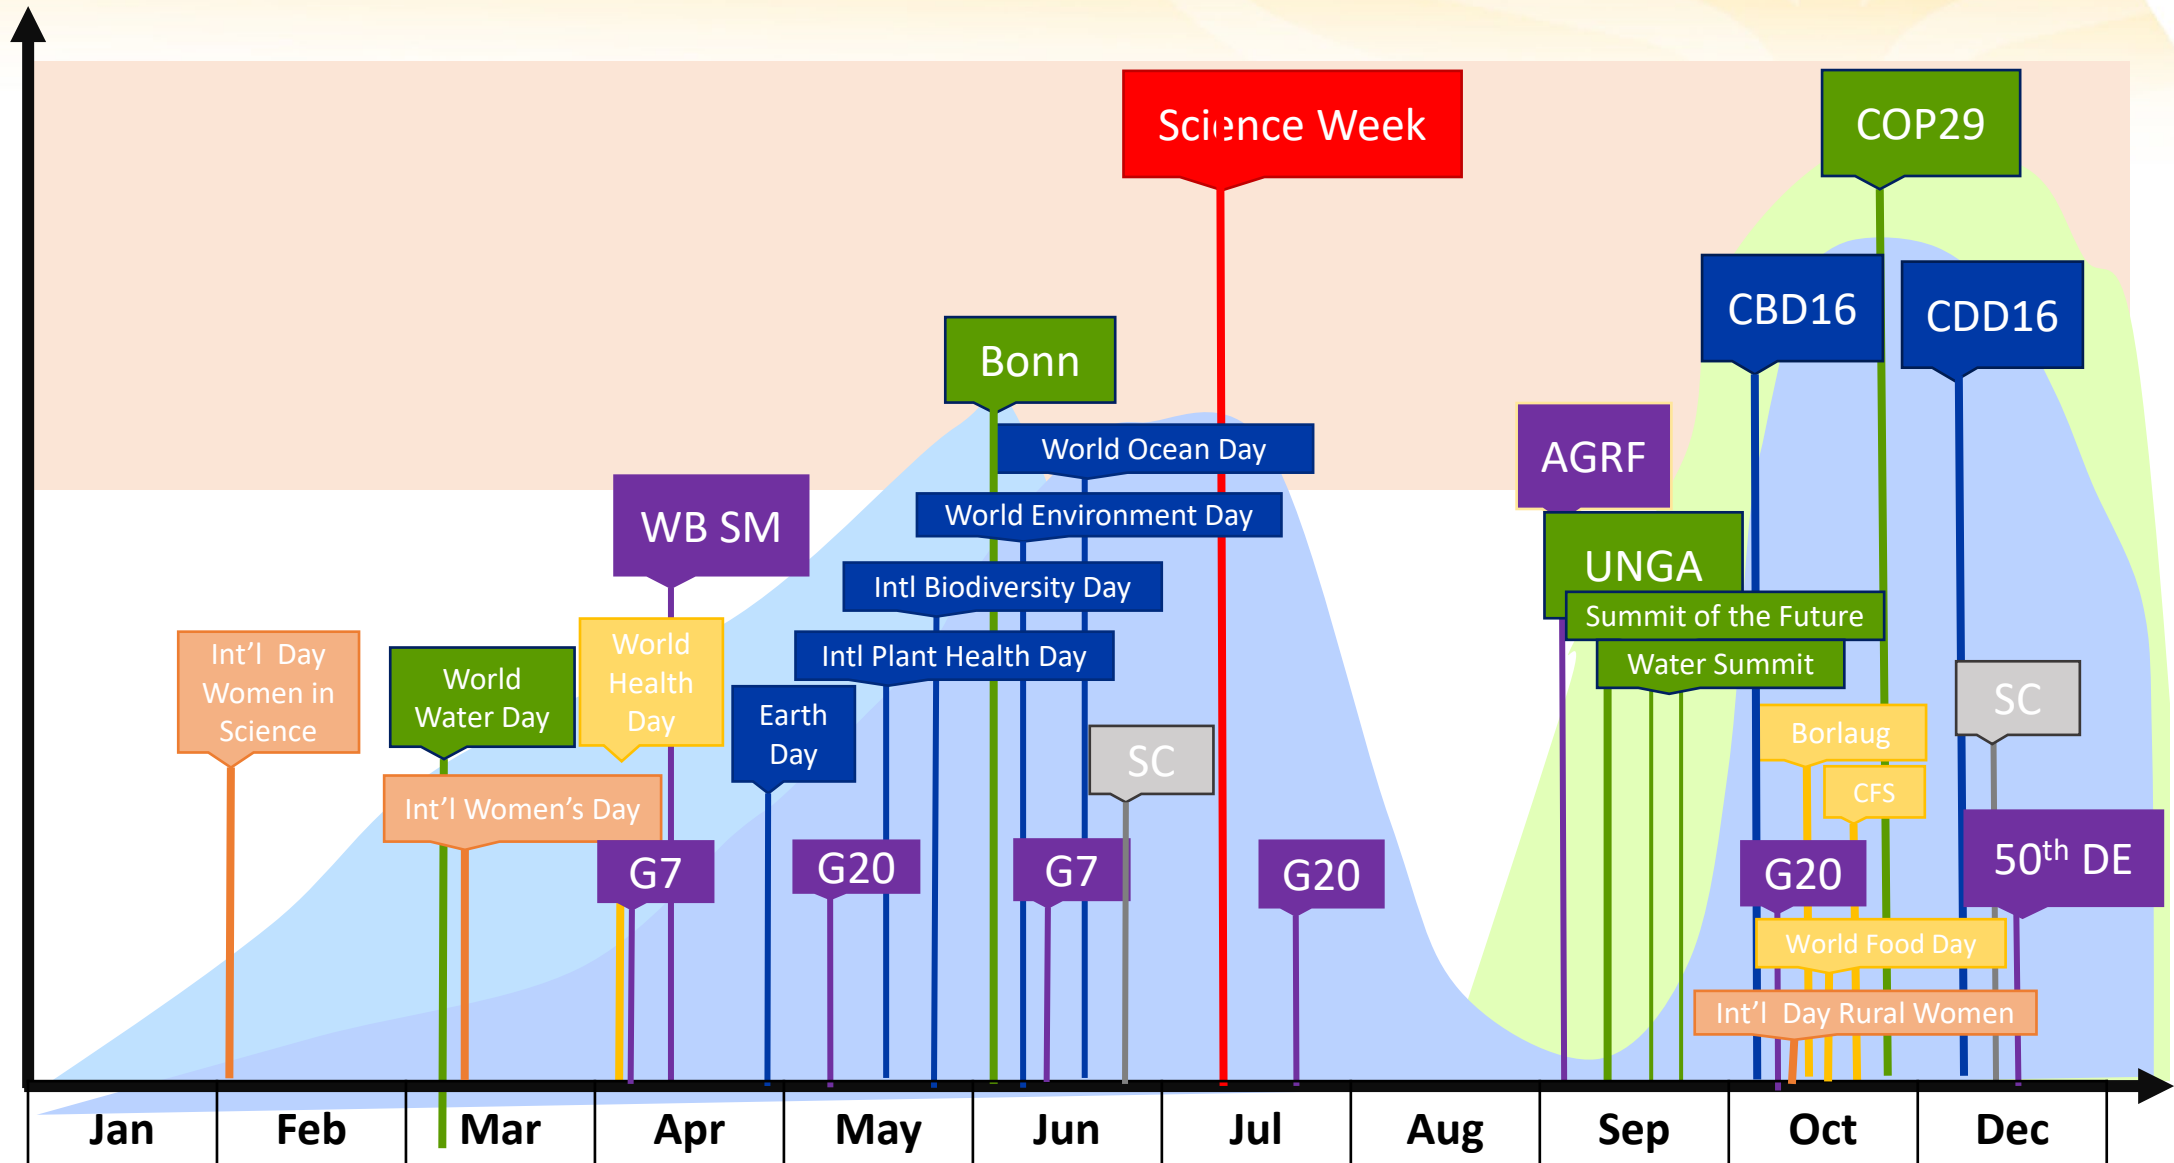 Science Week
COP29
CBD16
CDD16
Bonn
AGRF
World Ocean Day
WB SM
World Environment Day
UNGA
Intl Biodiversity Day
Summit of the Future
Int'l  Day
Women in
Science
World
Water Day
World
Health
Day
Intl Plant Health Day
Water Summit
Earth
Day
SC
SC
Borlaug
Int'l Women's Day
CFS
G7
G20
G7
G20
G20
50th DE
World Food Day
Int'l  Day Rural Women
Jan
Feb
Mar
Apr
May
Jun
Jul
Aug
Sep
Oct
Dec